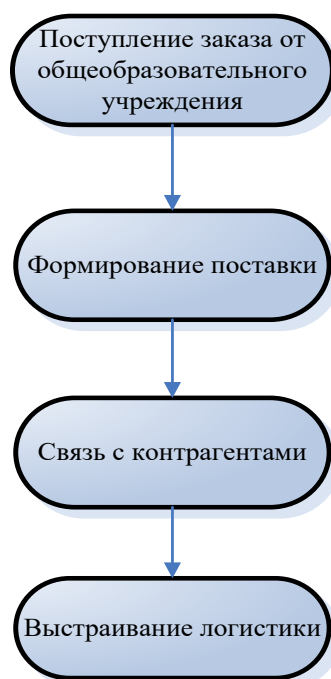 Поступление заказа от
общеобразовательного
учреждения
Формирование поставки
Связь с контрагентами
Выстраивание логистики